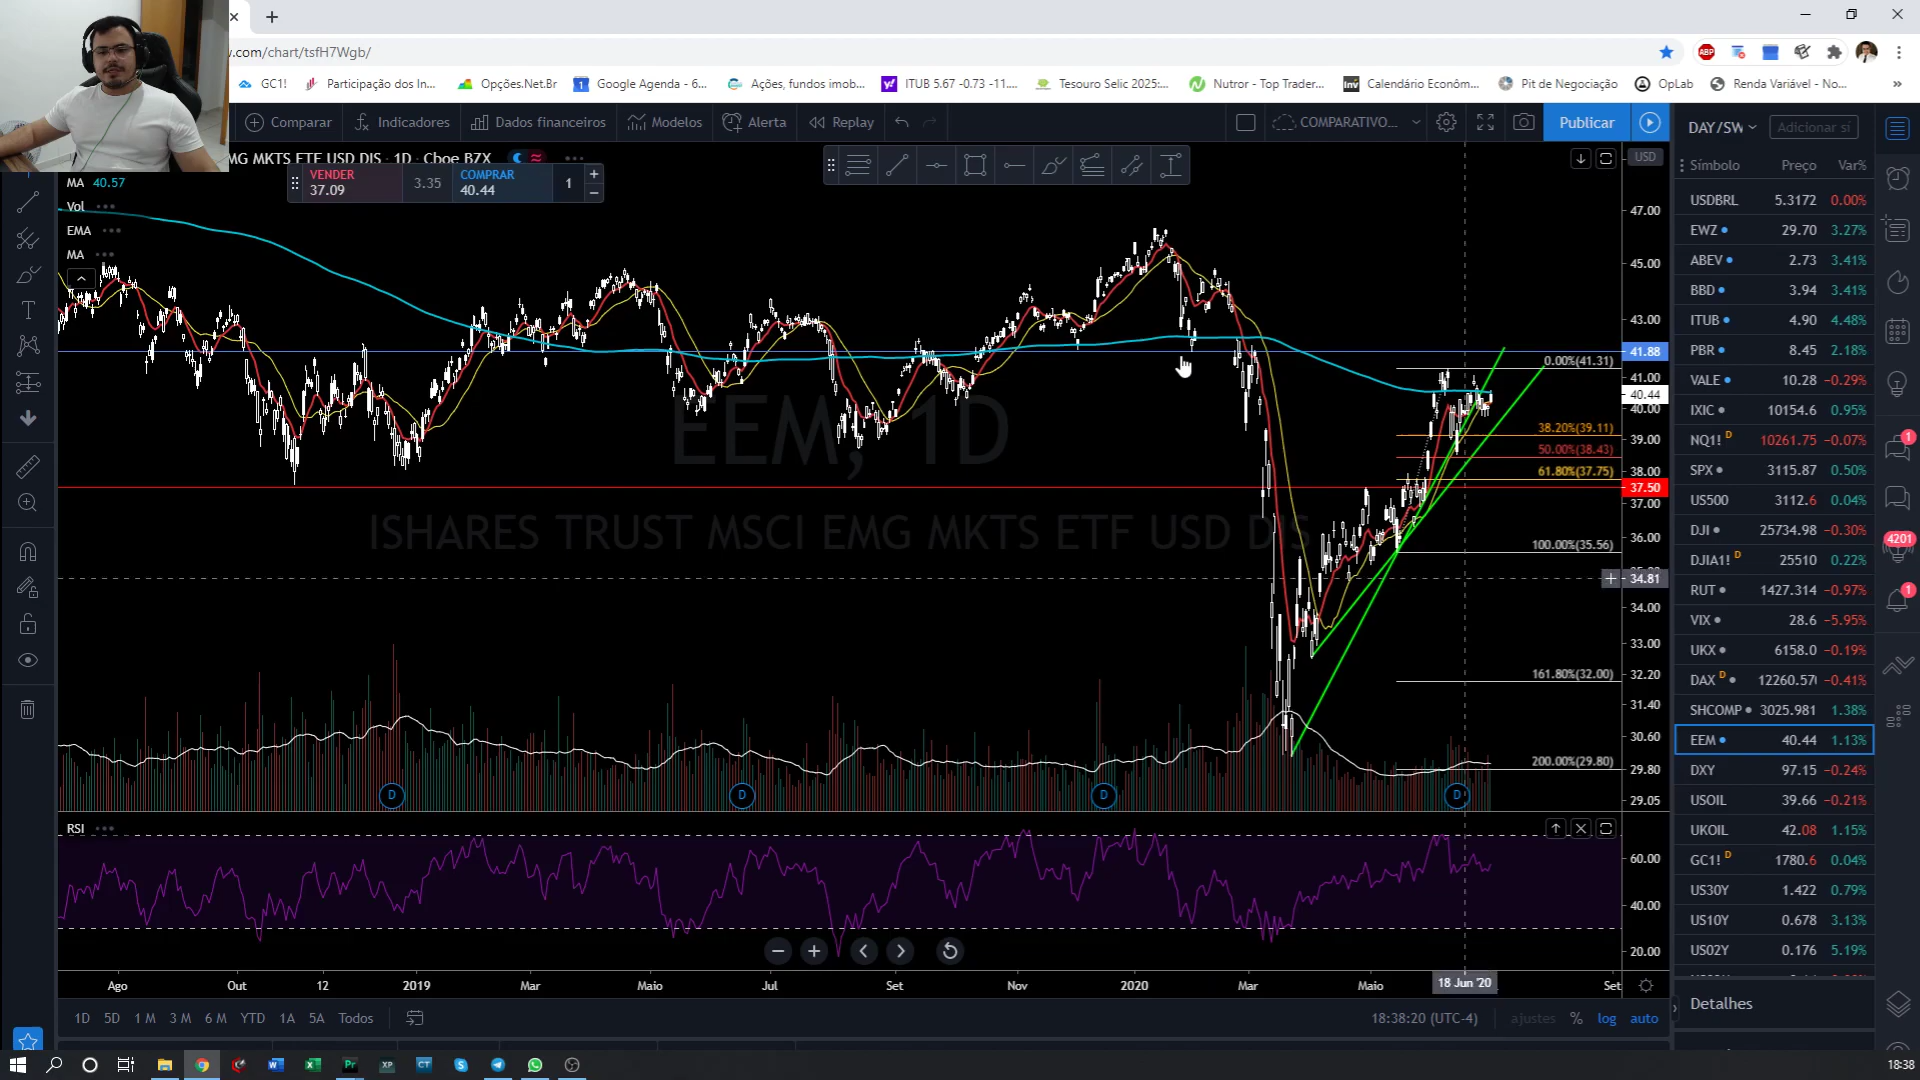 v.com/chart/tsfH7Wgb/
GC1! Participação dos In... Opções.Net.Br Google Agenda - 6... Ações, fundos imob... ITUB 5.67 -0.73 -11.... Tesouro Selic 2025:... Nutror - Top Trader... Calendário Econôm... Pit de Negociação OpLab Renda Variável - No... »
Comparar Indicadores Dados financeiros Modelos Alerta Replay COMPARATIVO... Publicar
MG MKTS ETF USD DIS · 1D · Cboe BZX
MA 40.57
VENDER 37.09 3.35 COMPRAR 40.44 1
Vol
EMA
MA
EEM, 1D
ISHARES TRUST MSCI EMG MKTS ETF USD DIS
0.00%(41.31)
38.20%(39.11)
50.00%(38.43)
61.80%(37.75)
100.00%(35.56)
161.80%(32.00)
200.00%(29.80)
D D D D
USD
47.00
45.00
43.00
41.88
41.00
40.44
40.00
39.00
38.00
37.50
37.00
36.00
34.81
34.00
33.00
32.20
31.40
30.60
29.80
29.05
RSI
60.00
40.00
20.00
Ago Out 12 2019 Mar Maio Jul Set Nov 2020 Mar Maio 18 Jun '20 Set
1D 5D 1 M 3 M 6 M YTD 1A 5A Todos 18:38:20 (UTC-4) ajustes % log auto
DAY/SW Adicionar sí
Símbolo Preço Var%
USDBRL 5.3172 0.00%
EWZ 29.70 3.27%
ABEV 2.73 3.41%
BBD 3.94 3.41%
ITUB 4.90 4.48%
PBR 8.45 2.18%
VALE 10.28 −0.29%
IXIC 10154.6 0.95%
NQ1! D 10261.75 −0.07%
SPX 3115.87 0.50%
US500 3112.6 0.04%
DJI 25734.98 −0.30%
DJIA1! D 25510 0.22%
RUT 1427.314 −0.97%
VIX 28.6 −5.95%
UKX 6158.0 −0.19%
DAX D 12260.57 −0.41%
SHCOMP 3025.981 1.38%
EEM 40.44 1.13%
DXY 97.15 −0.24%
USOIL 39.66 −0.21%
UKOIL 42.08 1.15%
GC1! D 1780.6 0.04%
US30Y 1.422 0.79%
US10Y 0.678 3.13%
US02Y 0.176 5.19%
Detalhes
1
4201
1
ABP
18:38